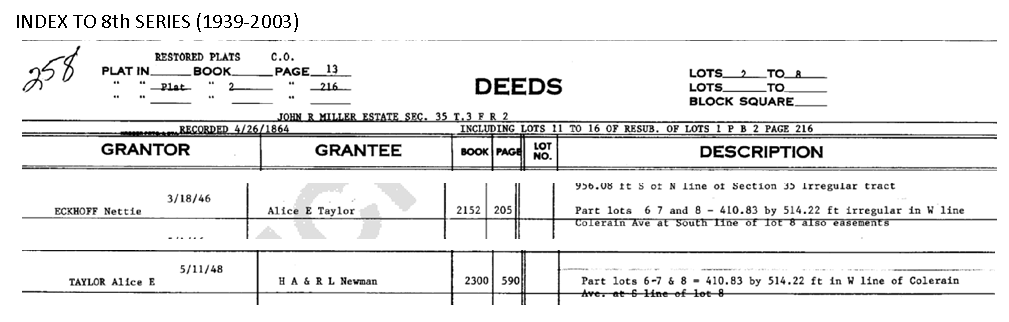 INDEX TO 8th SERIES (1939-2003)
258
RESTORED PLATS C.O.
PLAT IN BOOK PAGE 13
" " Plat " 2 " 216
" " " "
DEEDS
LOTS 2 TO 8
LOTS TO
BLOCK SQUARE
JOHN R MILLER ESTATE SEC. 35 T.3 F R 2
RECORDED 4/26/1864 INCLUDING LOTS 11 TO 16 OF RESUB. OF LOTS 1 P B 2 PAGE 216
GRANTOR GRANTEE BOOK PAGE LOT NO. DESCRIPTION
956.08 ft S of N line of Section 35 Irregular tract
3/18/46
ECKHOFF Nettie Alice E Taylor 2152 205 Part lots 6 7 and 8 - 410.83 by 514.22 ft irregular in W line
Colerain Ave at South line of lot 8 also easements
5/11/48
TAYLOR Alice E H A & R L Newman 2300 590 Part lots 6-7 & 8 = 410.83 by 514.22 ft in W line of Colerain
Ave. at S line of lot 8